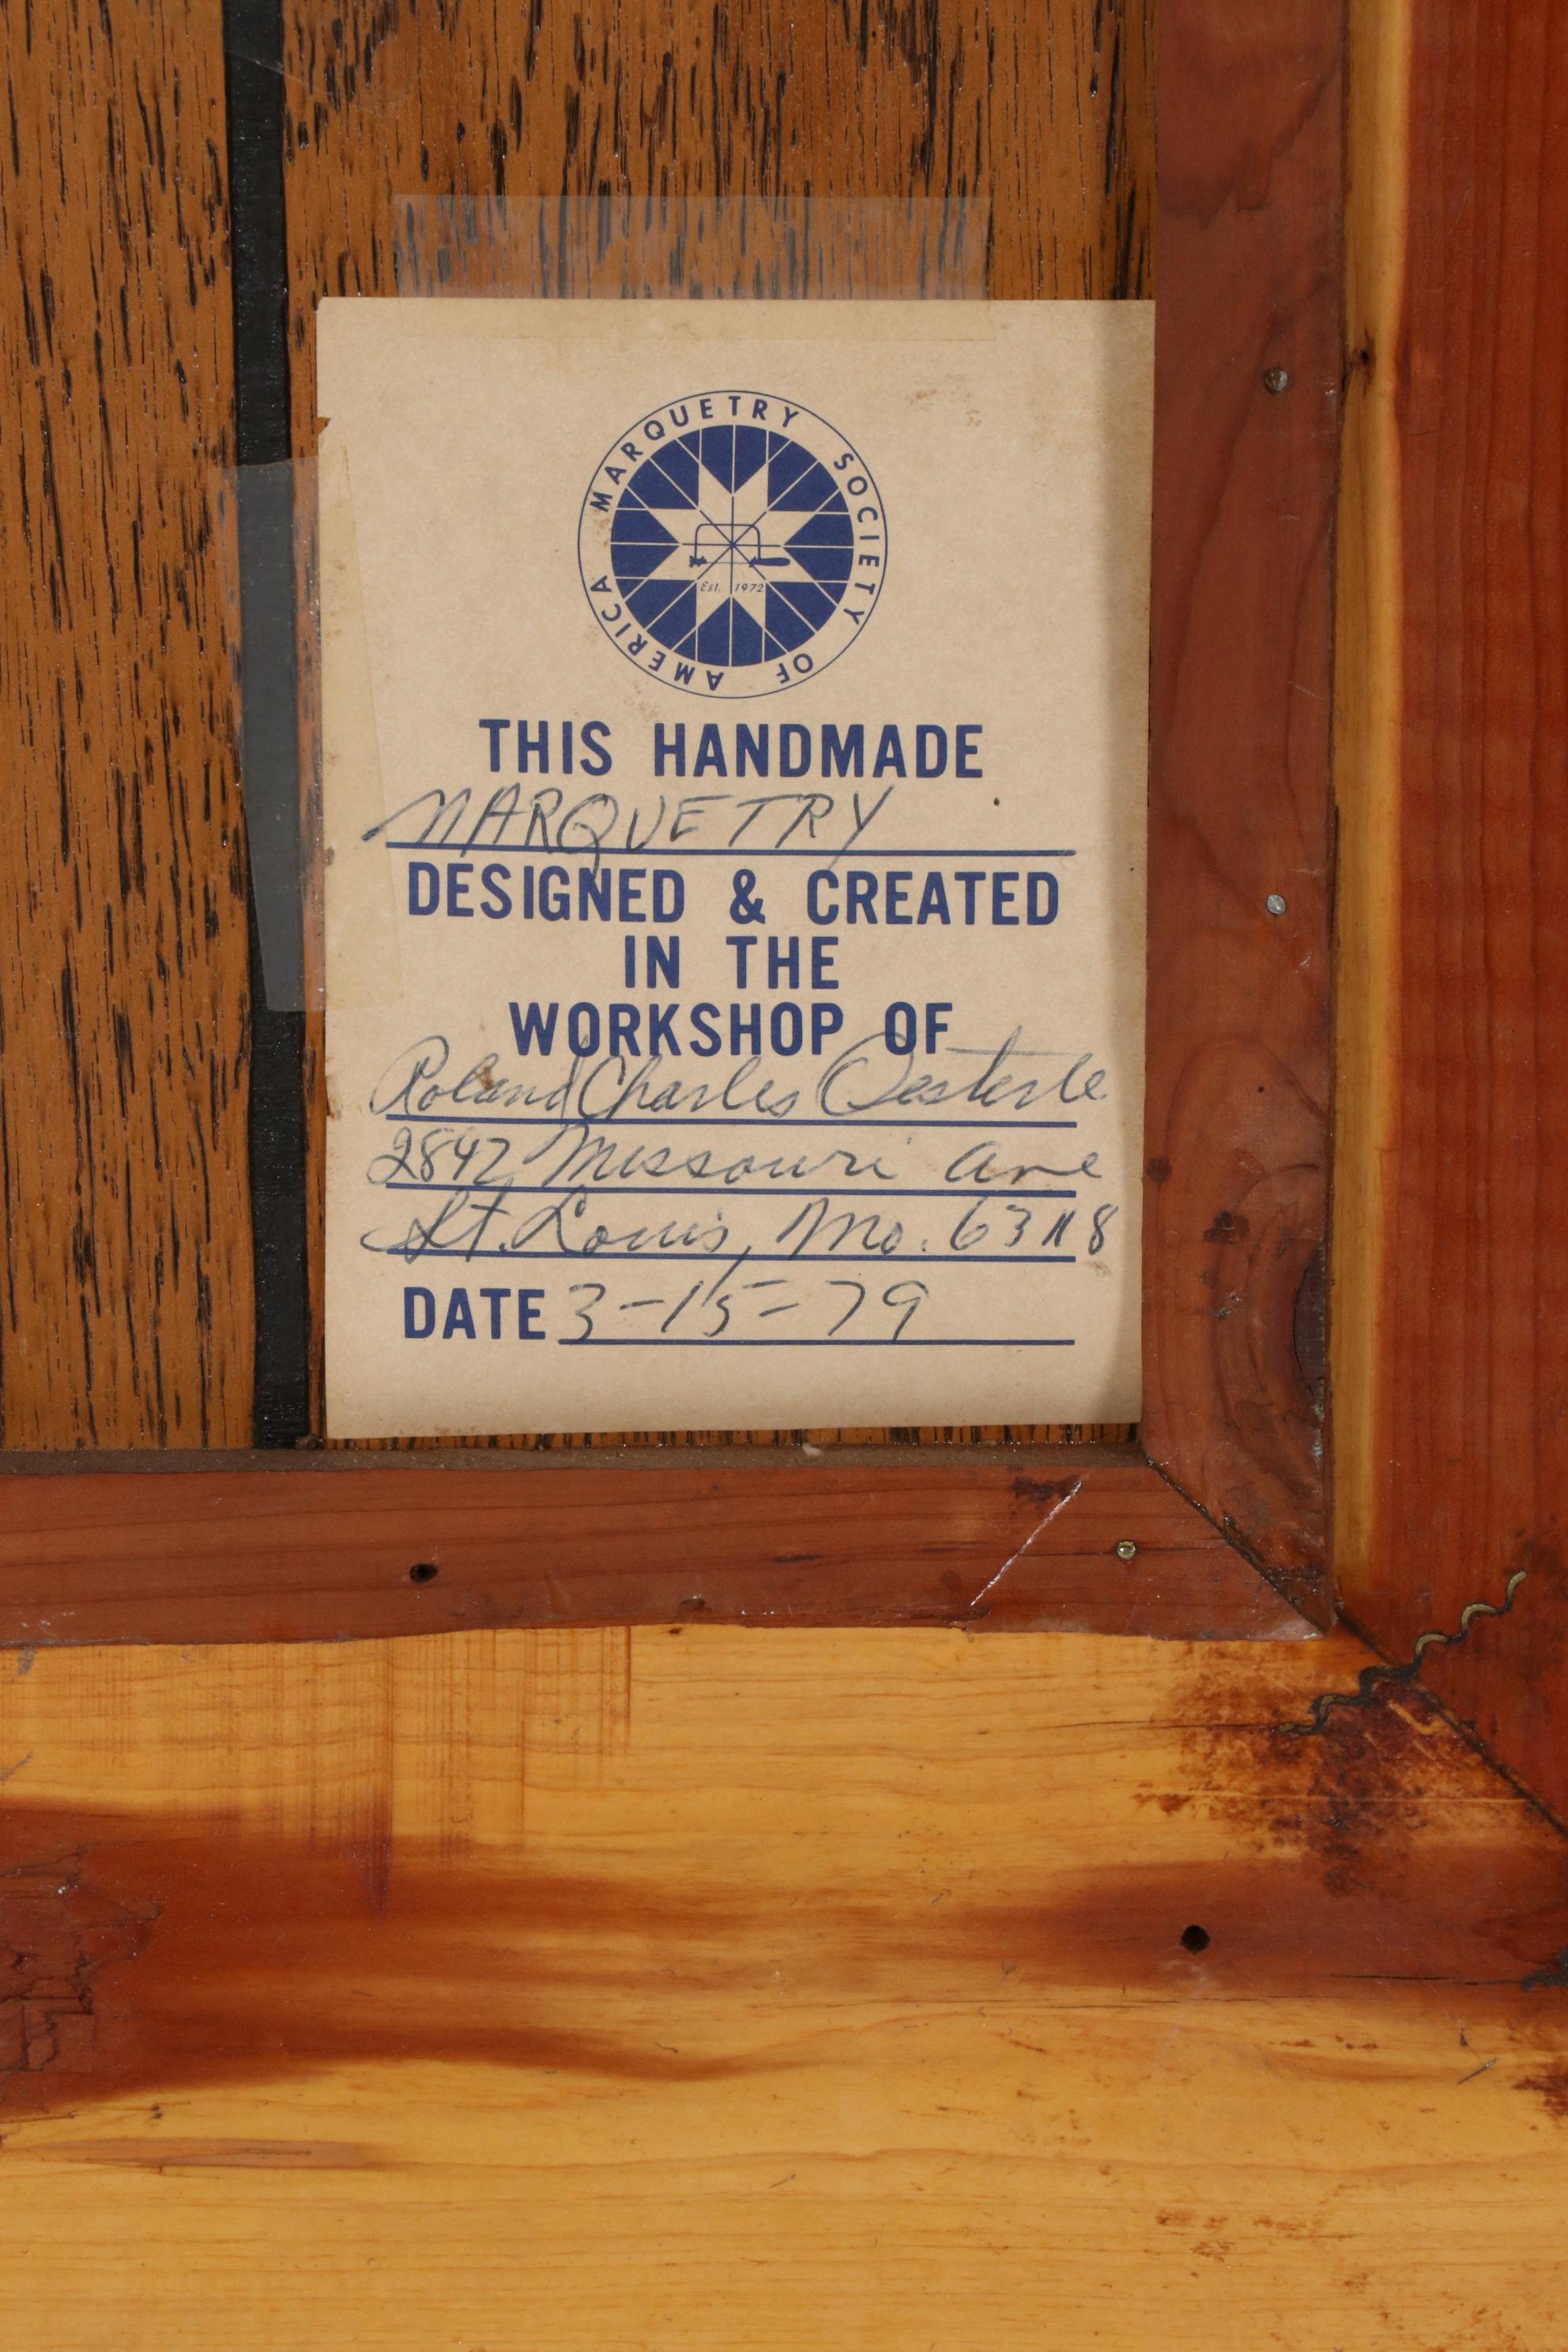 MARQUETRY SOCIETY OF AMERICA
Est. 1972
THIS HANDMADE
MARQUETRY
DESIGNED & CREATED
IN THE
WORKSHOP OF
Roland Charles Oesterle
2842 Missouri Ave
St. Louis, Mo. 63118
DATE 3-15-79